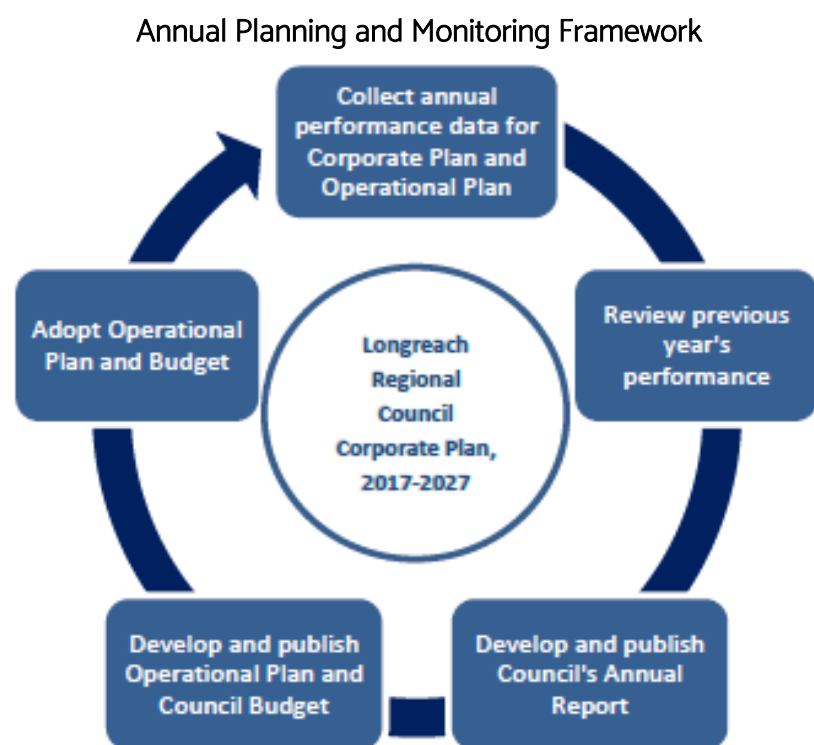 Annual Planning and Monitoring Framework
Collect annual
performance data for
Corporate Plan and
Operational Plan
Review previous
year's
performance
Develop and publish
Council's Annual
Report
Develop and publish
Operational Plan and
Council Budget
Adopt Operational
Plan and Budget
Longreach
Regional
Council
Corporate Plan,
2017-2027